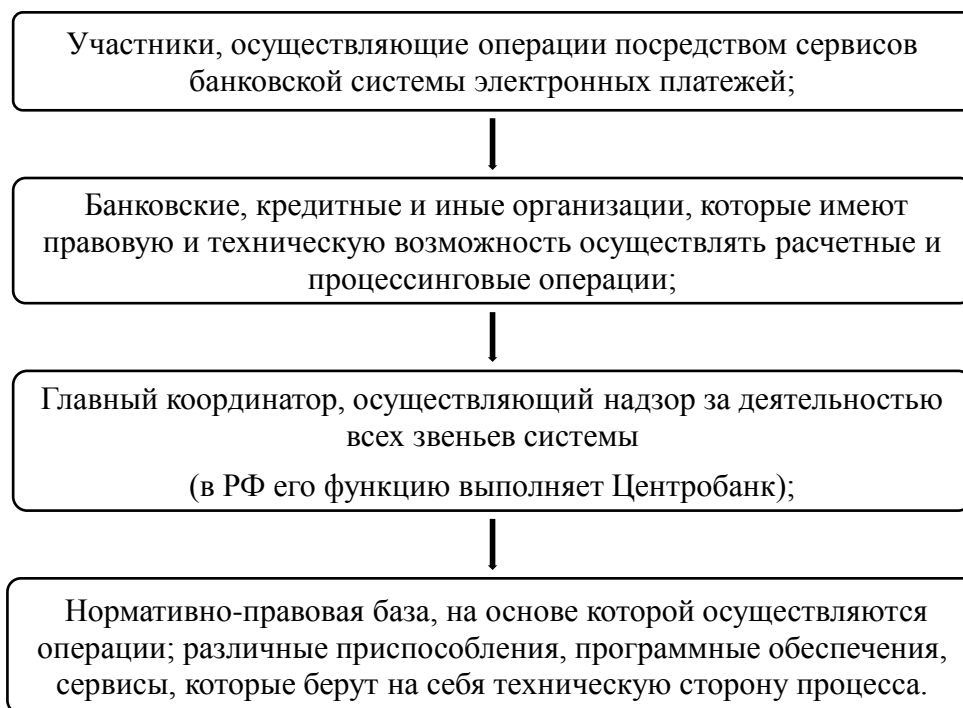 Участники, осуществляющие операции посредством сервисов
банковской системы электронных платежей;
Банковские, кредитные и иные организации, которые имеют
правовую и техническую возможность осуществлять расчетные и
процессинговые операции;
Главный координатор, осуществляющий надзор за деятельностью
всех звеньев системы
(в РФ его функцию выполняет Центробанк);
Нормативно-правовая база, на основе которой осуществляются
операции; различные приспособления, программные обеспечения,
сервисы, которые берут на себя техническую сторону процесса.